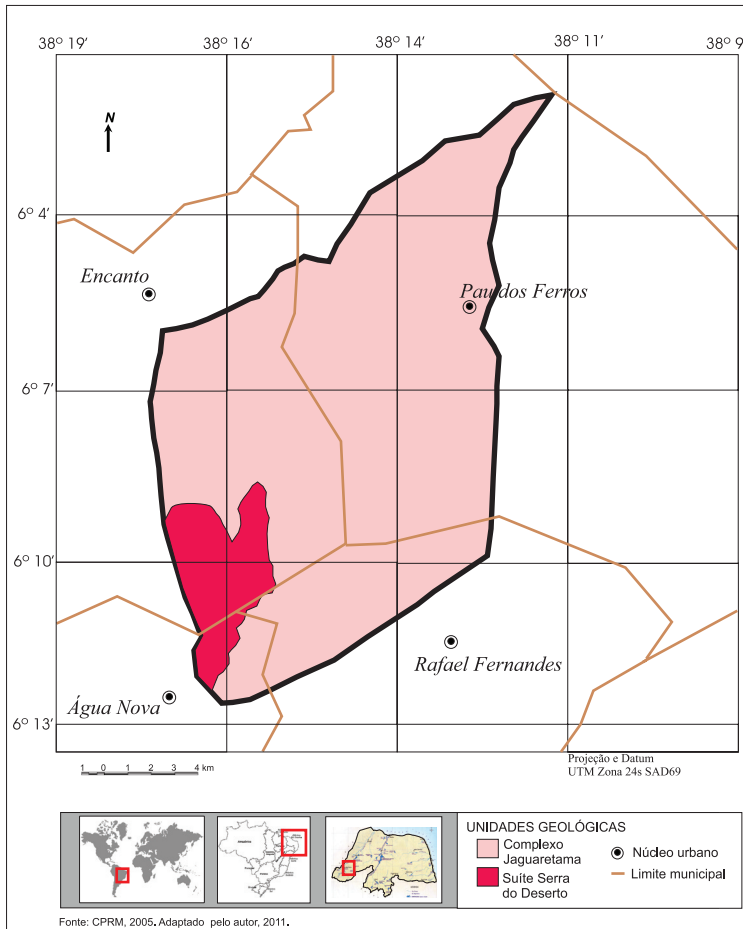 38º 19'
38º 16'
38º 14'
38º 11'
38º 9'
N
6º 4'
Encanto
Pau dos Ferros
6º 7'
6º 10'
Rafael Fernandes
Água Nova
6º 13'
1 0 1 2 3 4 km
Projeção e Datum
UTM Zona 24s SAD69
UNIDADES GEOLÓGICAS
Complexo
Jaguaretama
Suíte Serra
do Deserto
Núcleo urbano
Limite municipal
Fonte: CPRM, 2005. Adaptado pelo autor, 2011.